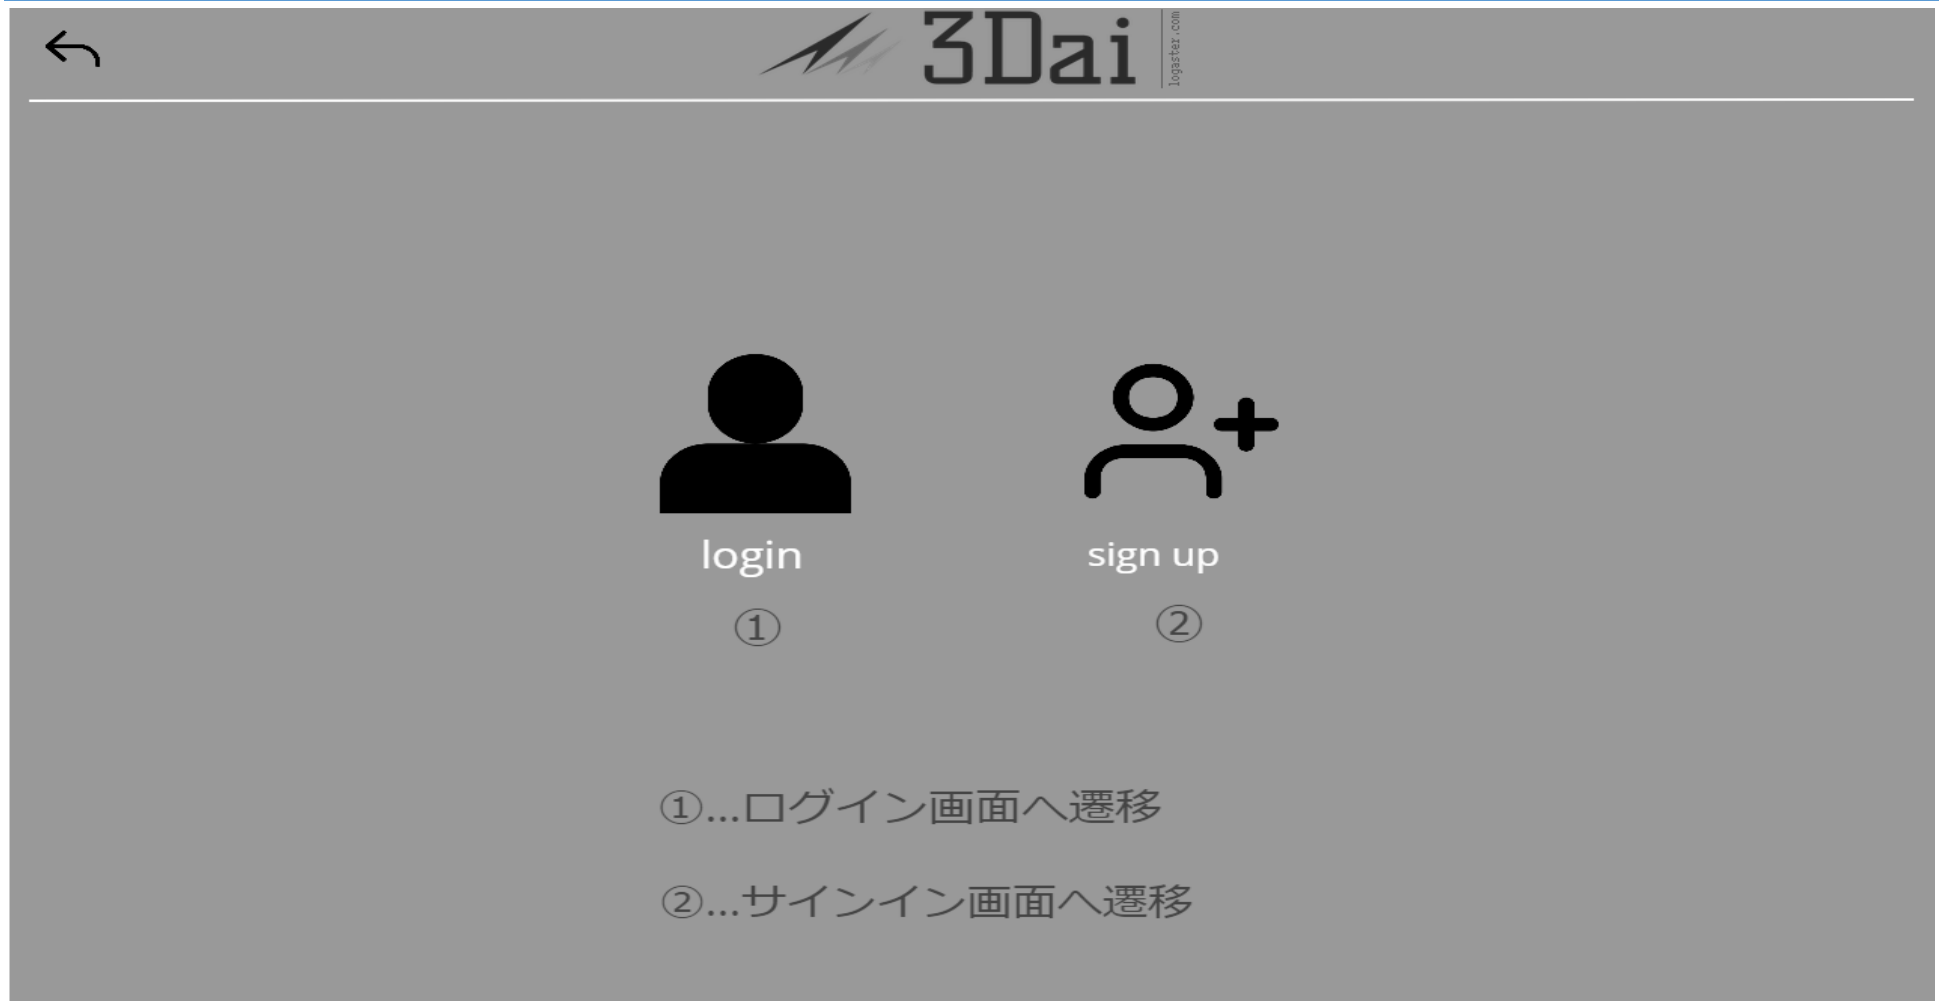 3Dai
logaster.com
login
sign up
①
②
①...ログイン画面へ遷移
②...サインイン画面へ遷移